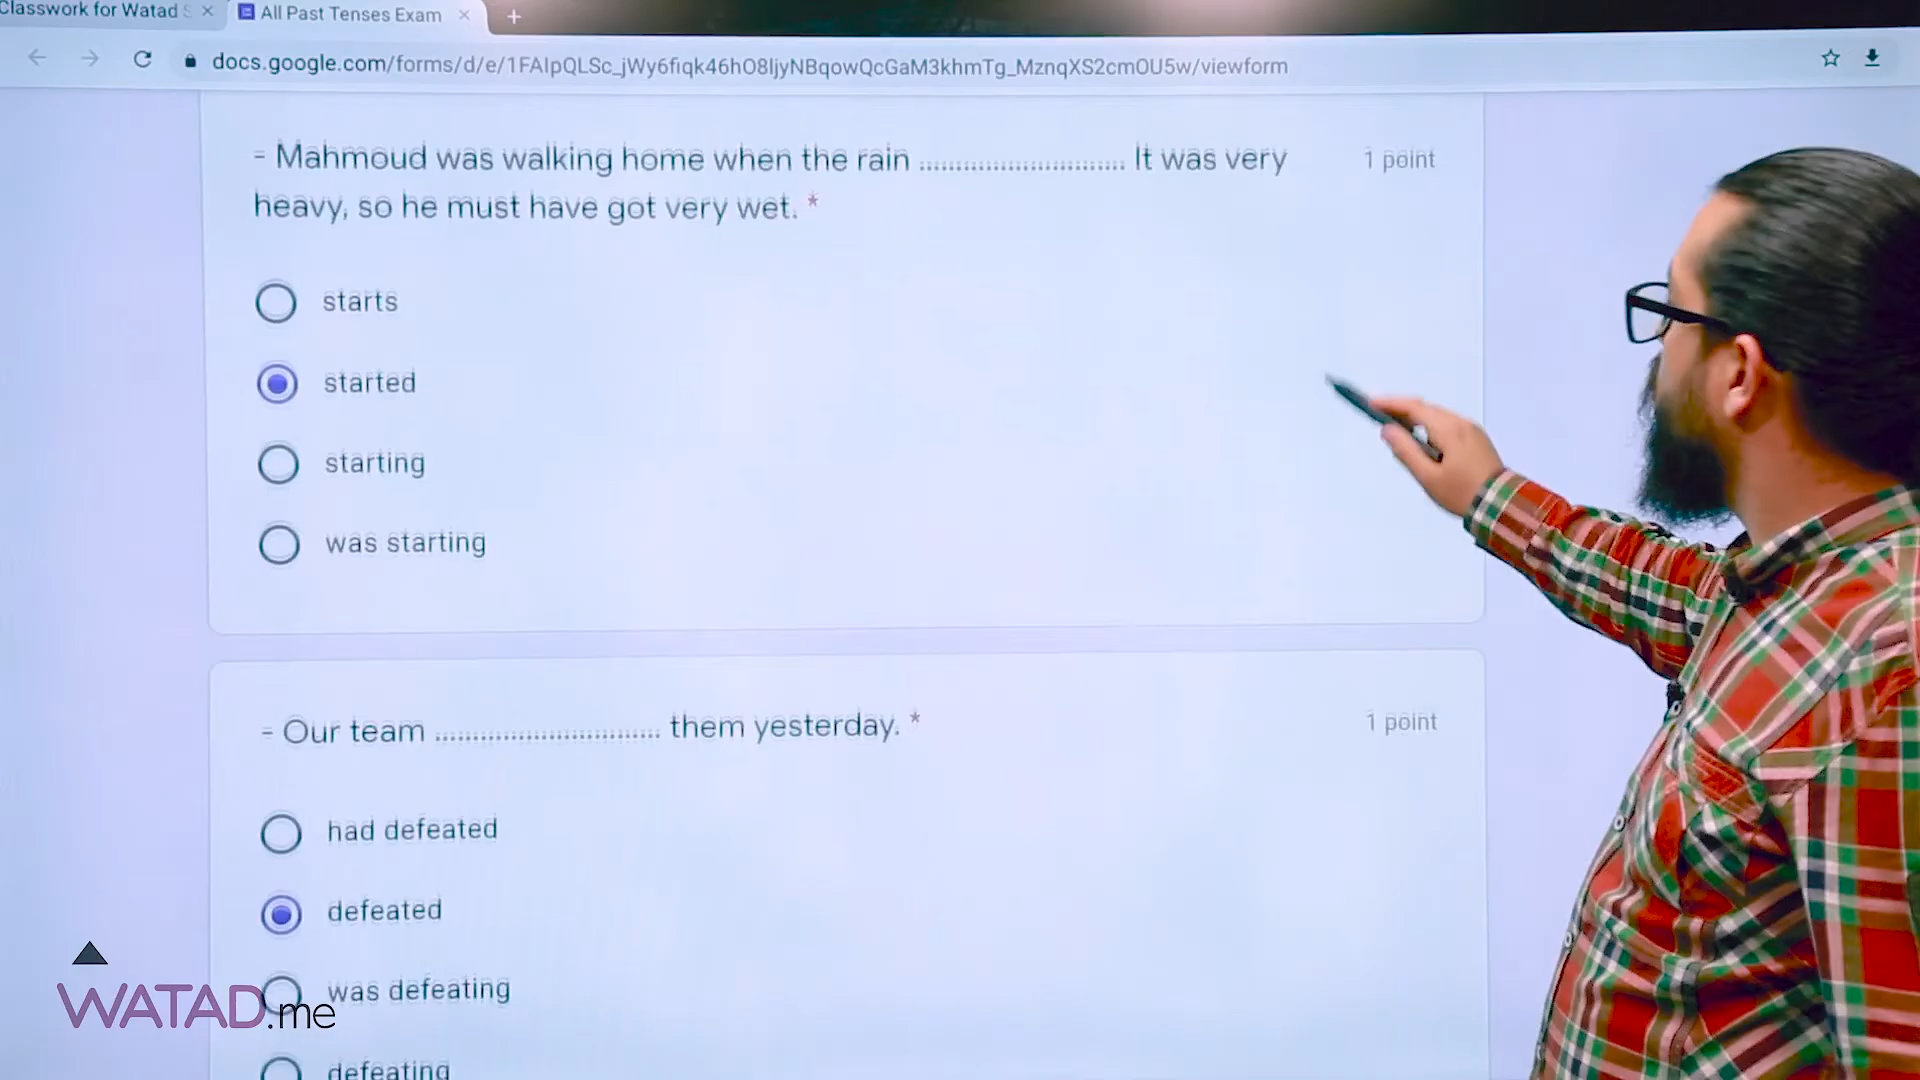 Classwork for Watad S
All Past Tenses Exam
docs.google.com/forms/d/e/1FAIpQLSc_jWy6fiqk46hO8ljyNBqowQcGaM3khmTg_MznqXS2cmOU5w/viewform
- Mahmoud was walking home when the rain ............................ It was very
heavy, so he must have got very wet. *
1 point
starts
started
starting
was starting
- Our team .............................. them yesterday. *
1 point
had defeated
defeated
was defeating
defeating
WATAD.me